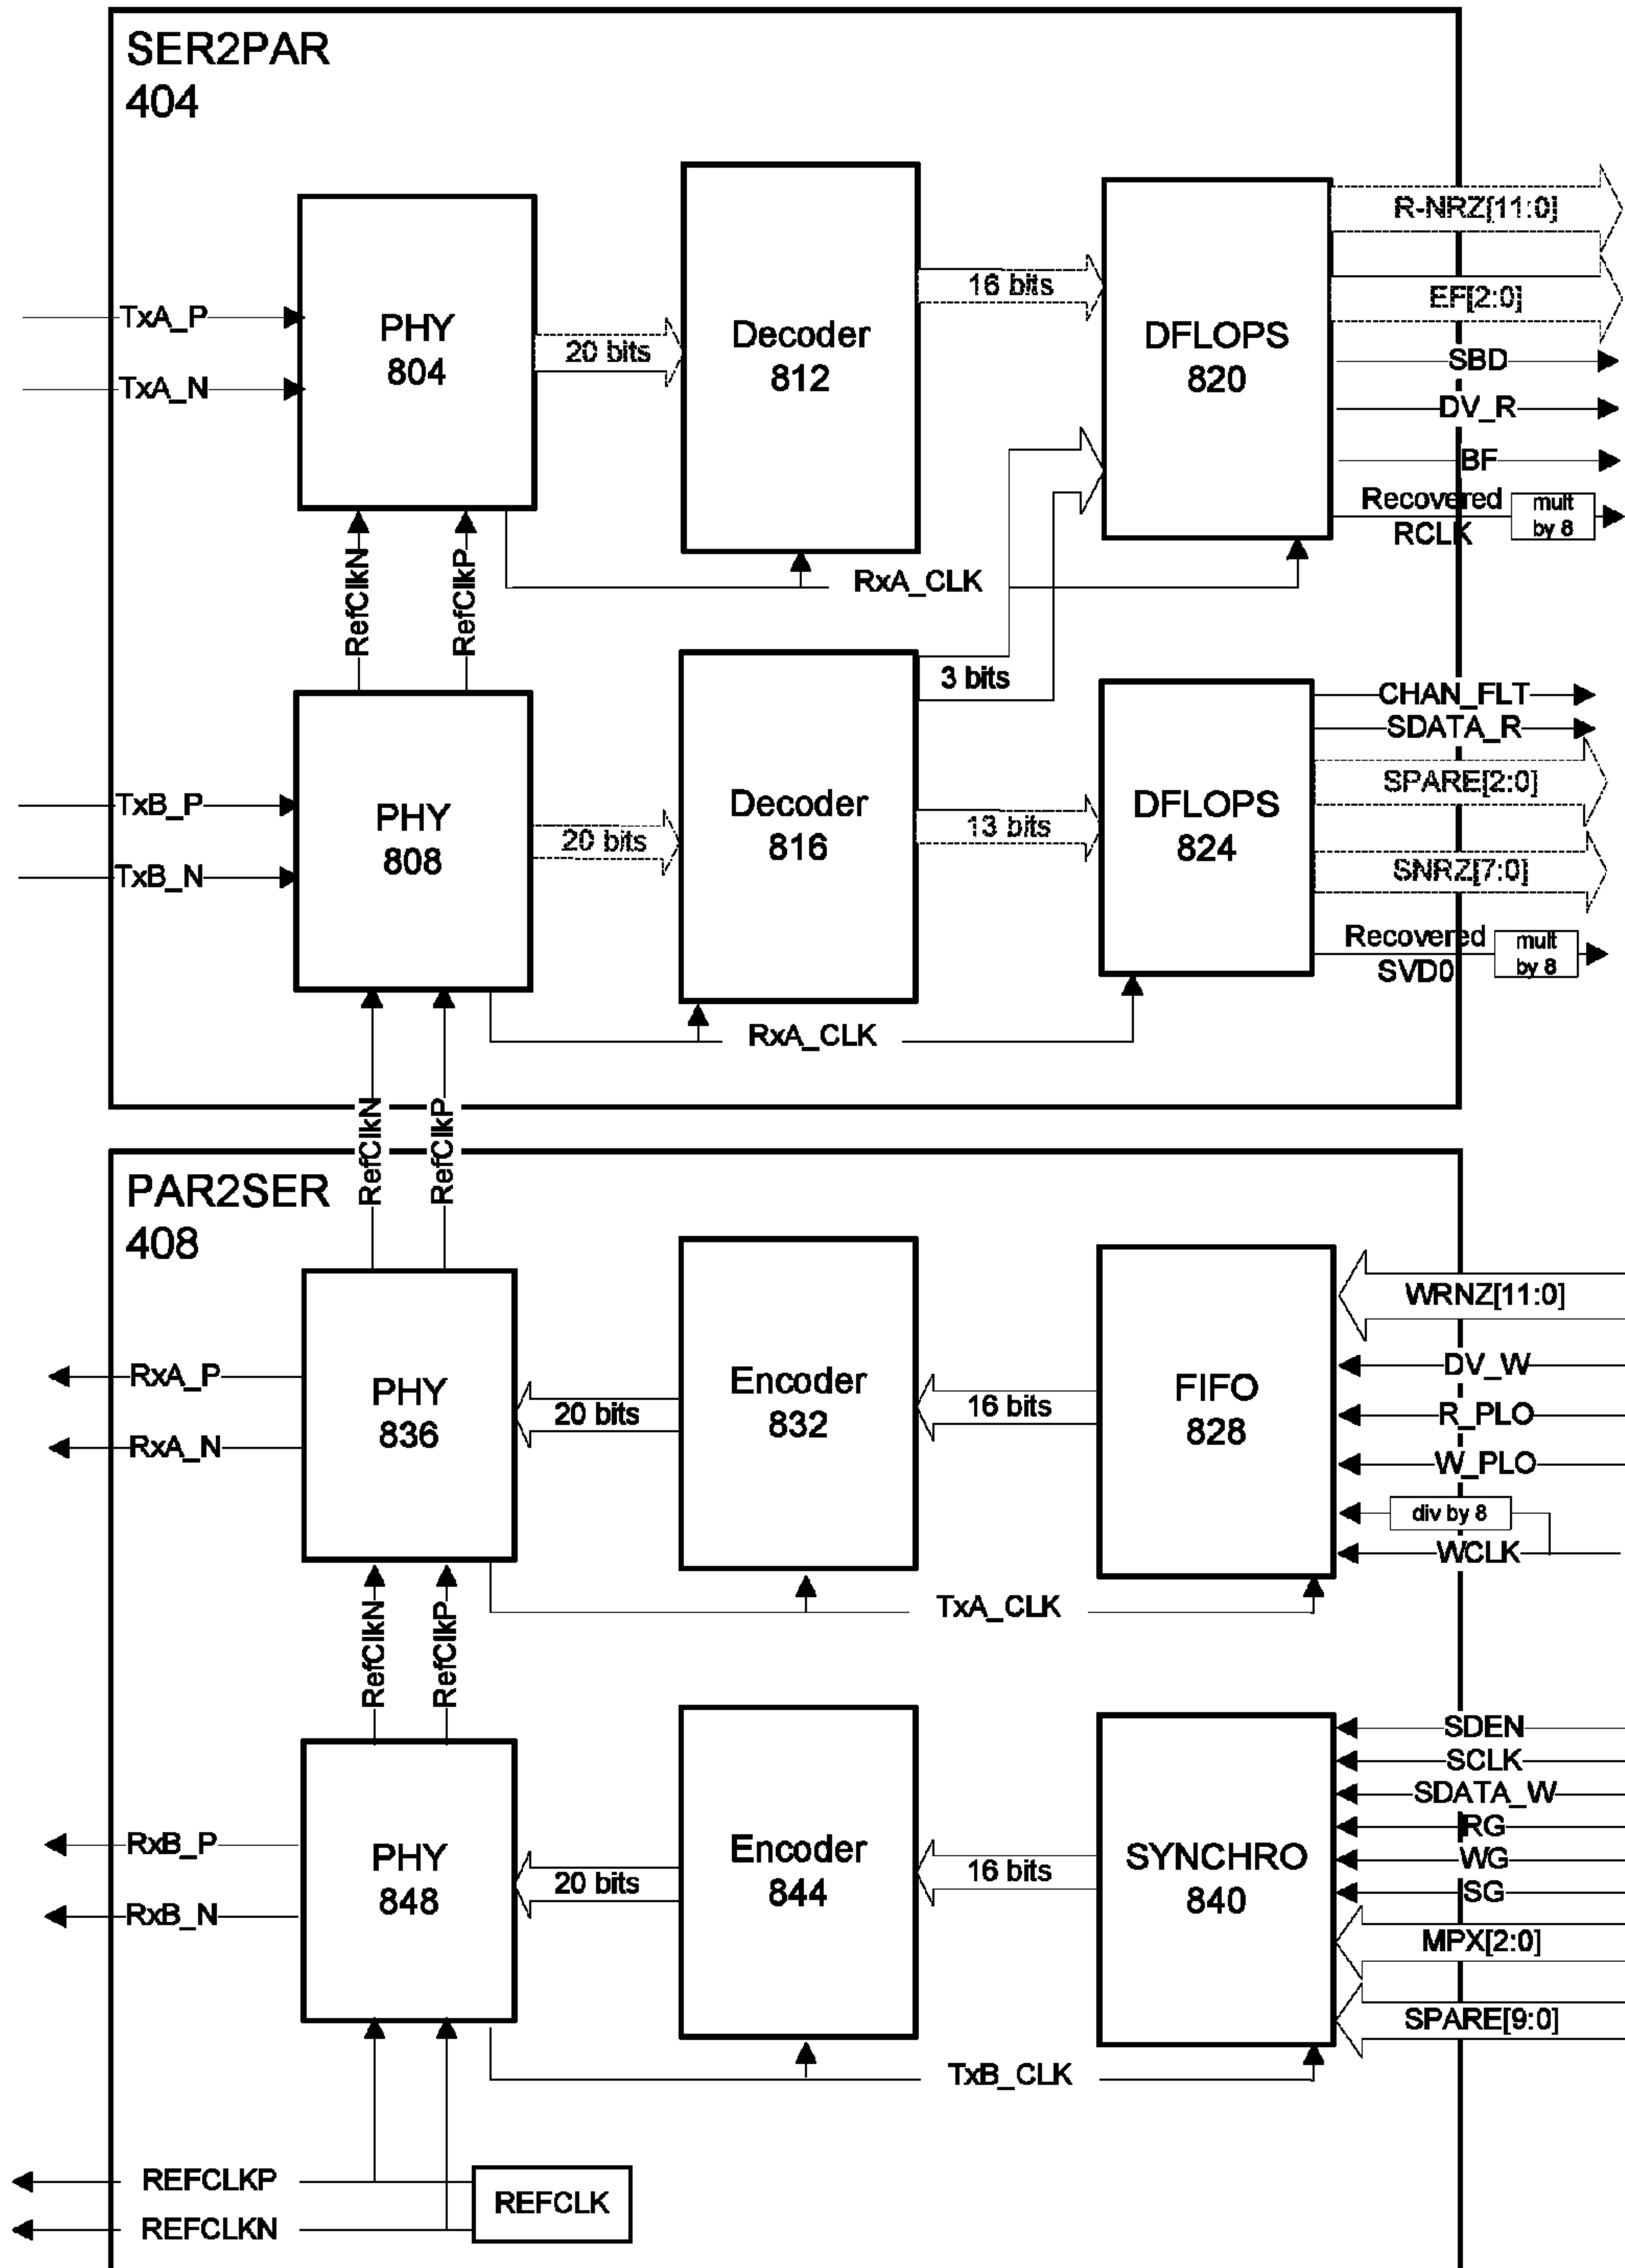 SER2PAR
404
TxA_P
TxA_N
PHY
804
20 bits
Decoder
812
16 bits
DFLOPS
820
R-NRZ[11:0]
EF[2:0]
SBD
DV_R
BF
Recovered
RCLK
mult
by 8
RefClkN
RefClkP
RxA_CLK
3 bits
TxB_P
TxB_N
PHY
808
20 bits
Decoder
816
13 bits
DFLOPS
824
CHAN_FLT
SDATA_R
SPARE[2:0]
SNRZ[7:0]
Recovered
SVD0
mult
by 8
RxA_CLK
RefClkN
RefClkP
PAR2SER
408
RxA_P
RxA_N
PHY
836
20 bits
Encoder
832
16 bits
FIFO
828
WRNZ[11:0]
DV_W
R_PLO
W_PLO
div by 8
WCLK
TxA_CLK
RefClkN
RefClkP
RxB_P
RxB_N
PHY
848
20 bits
Encoder
844
16 bits
SYNCHRO
840
SDEN
SCLK
SDATA_W
RG
WG
SG
MPX[2:0]
SPARE[9:0]
TxB_CLK
REFCLKP
REFCLKN
REFCLK